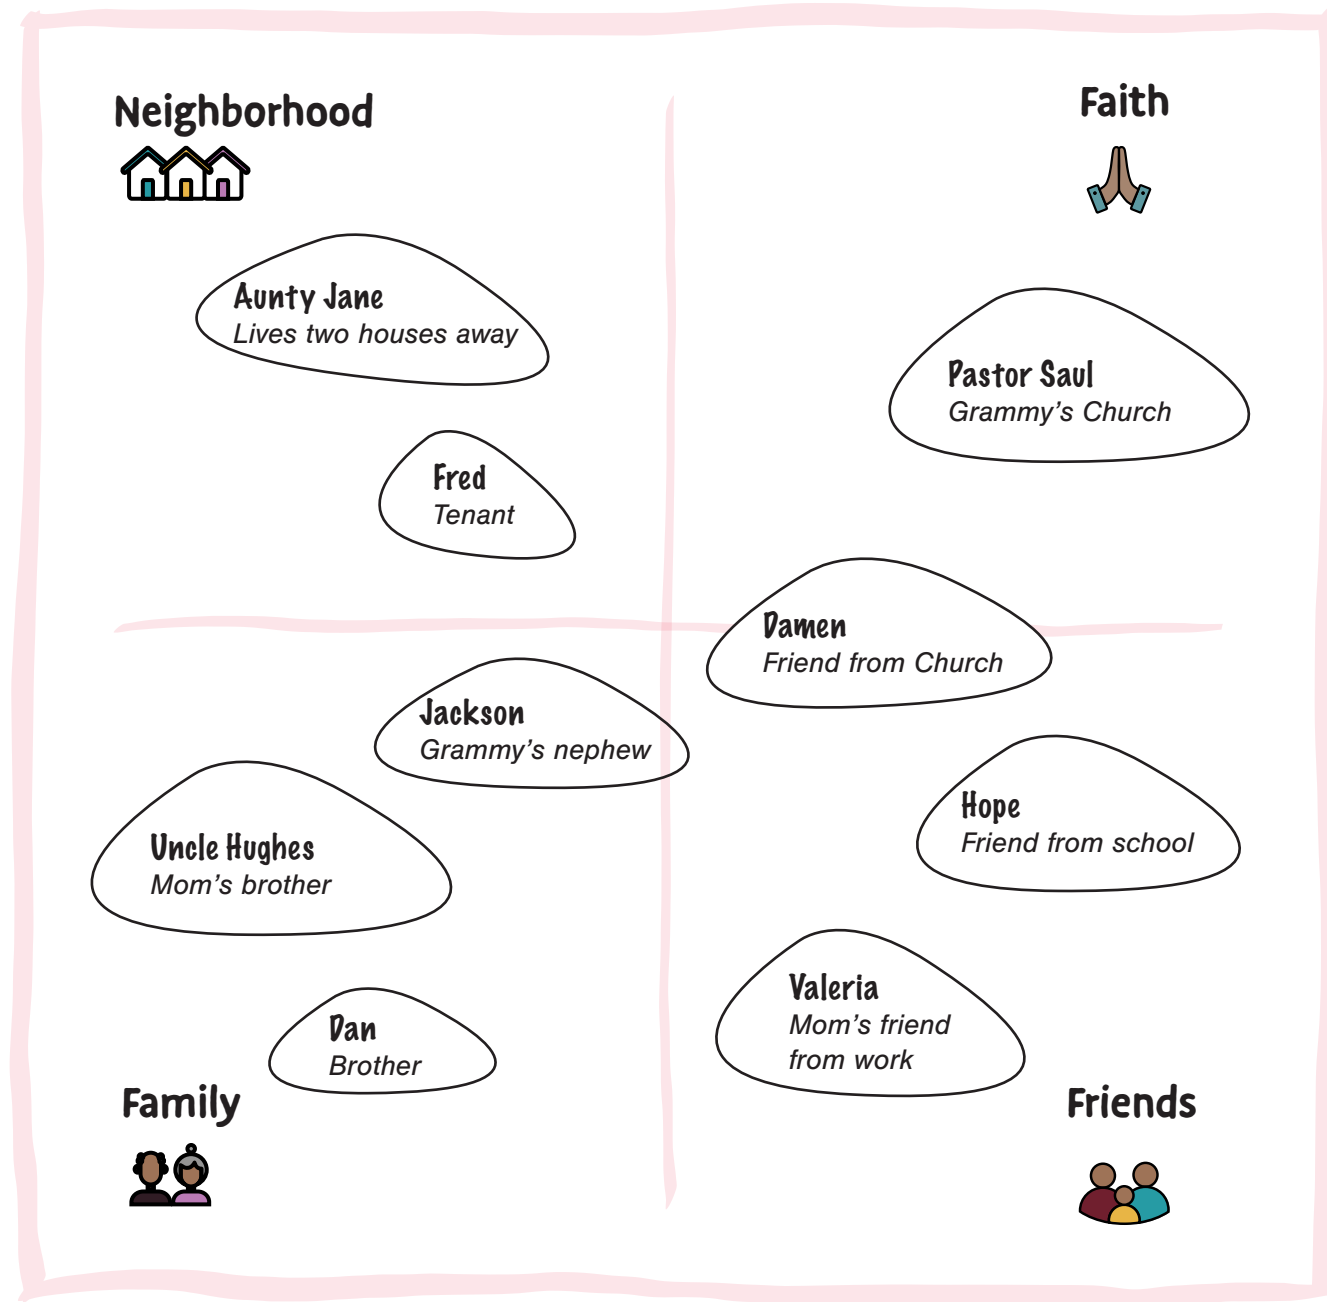 Neighborhood
Faith
Aunty Jane
Lives two houses away
Pastor Saul
Grammy's Church
Fred
Tenant
Damen
Friend from Church
Jackson
Grammy's nephew
Hope
Friend from school
Uncle Hughes
Mom's brother
Valeria
Mom's friend
from work
Dan
Brother
Family
Friends